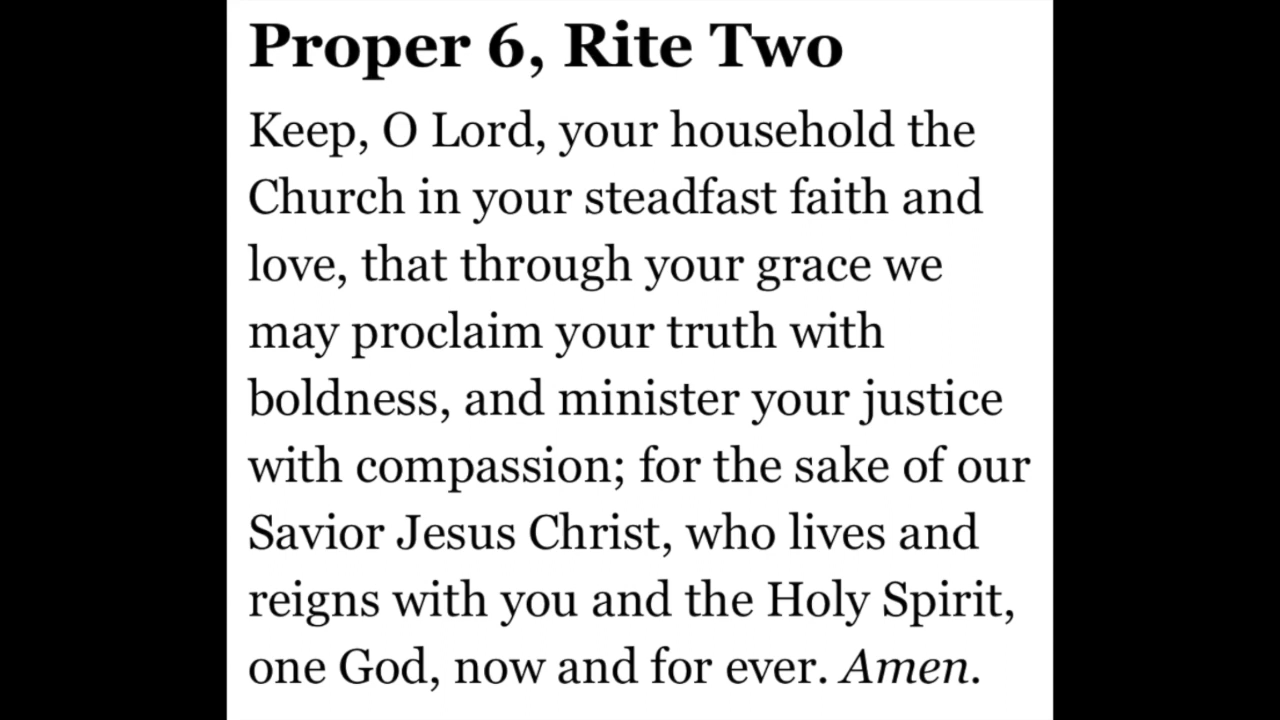 Proper 6, Rite Two
Keep, O Lord, your household the
Church in your steadfast faith and
love, that through your grace we
may proclaim your truth with
boldness, and minister your justice
with compassion; for the sake of our
Savior Jesus Christ, who lives and
reigns with you and the Holy Spirit,
one God, now and for ever. Amen.